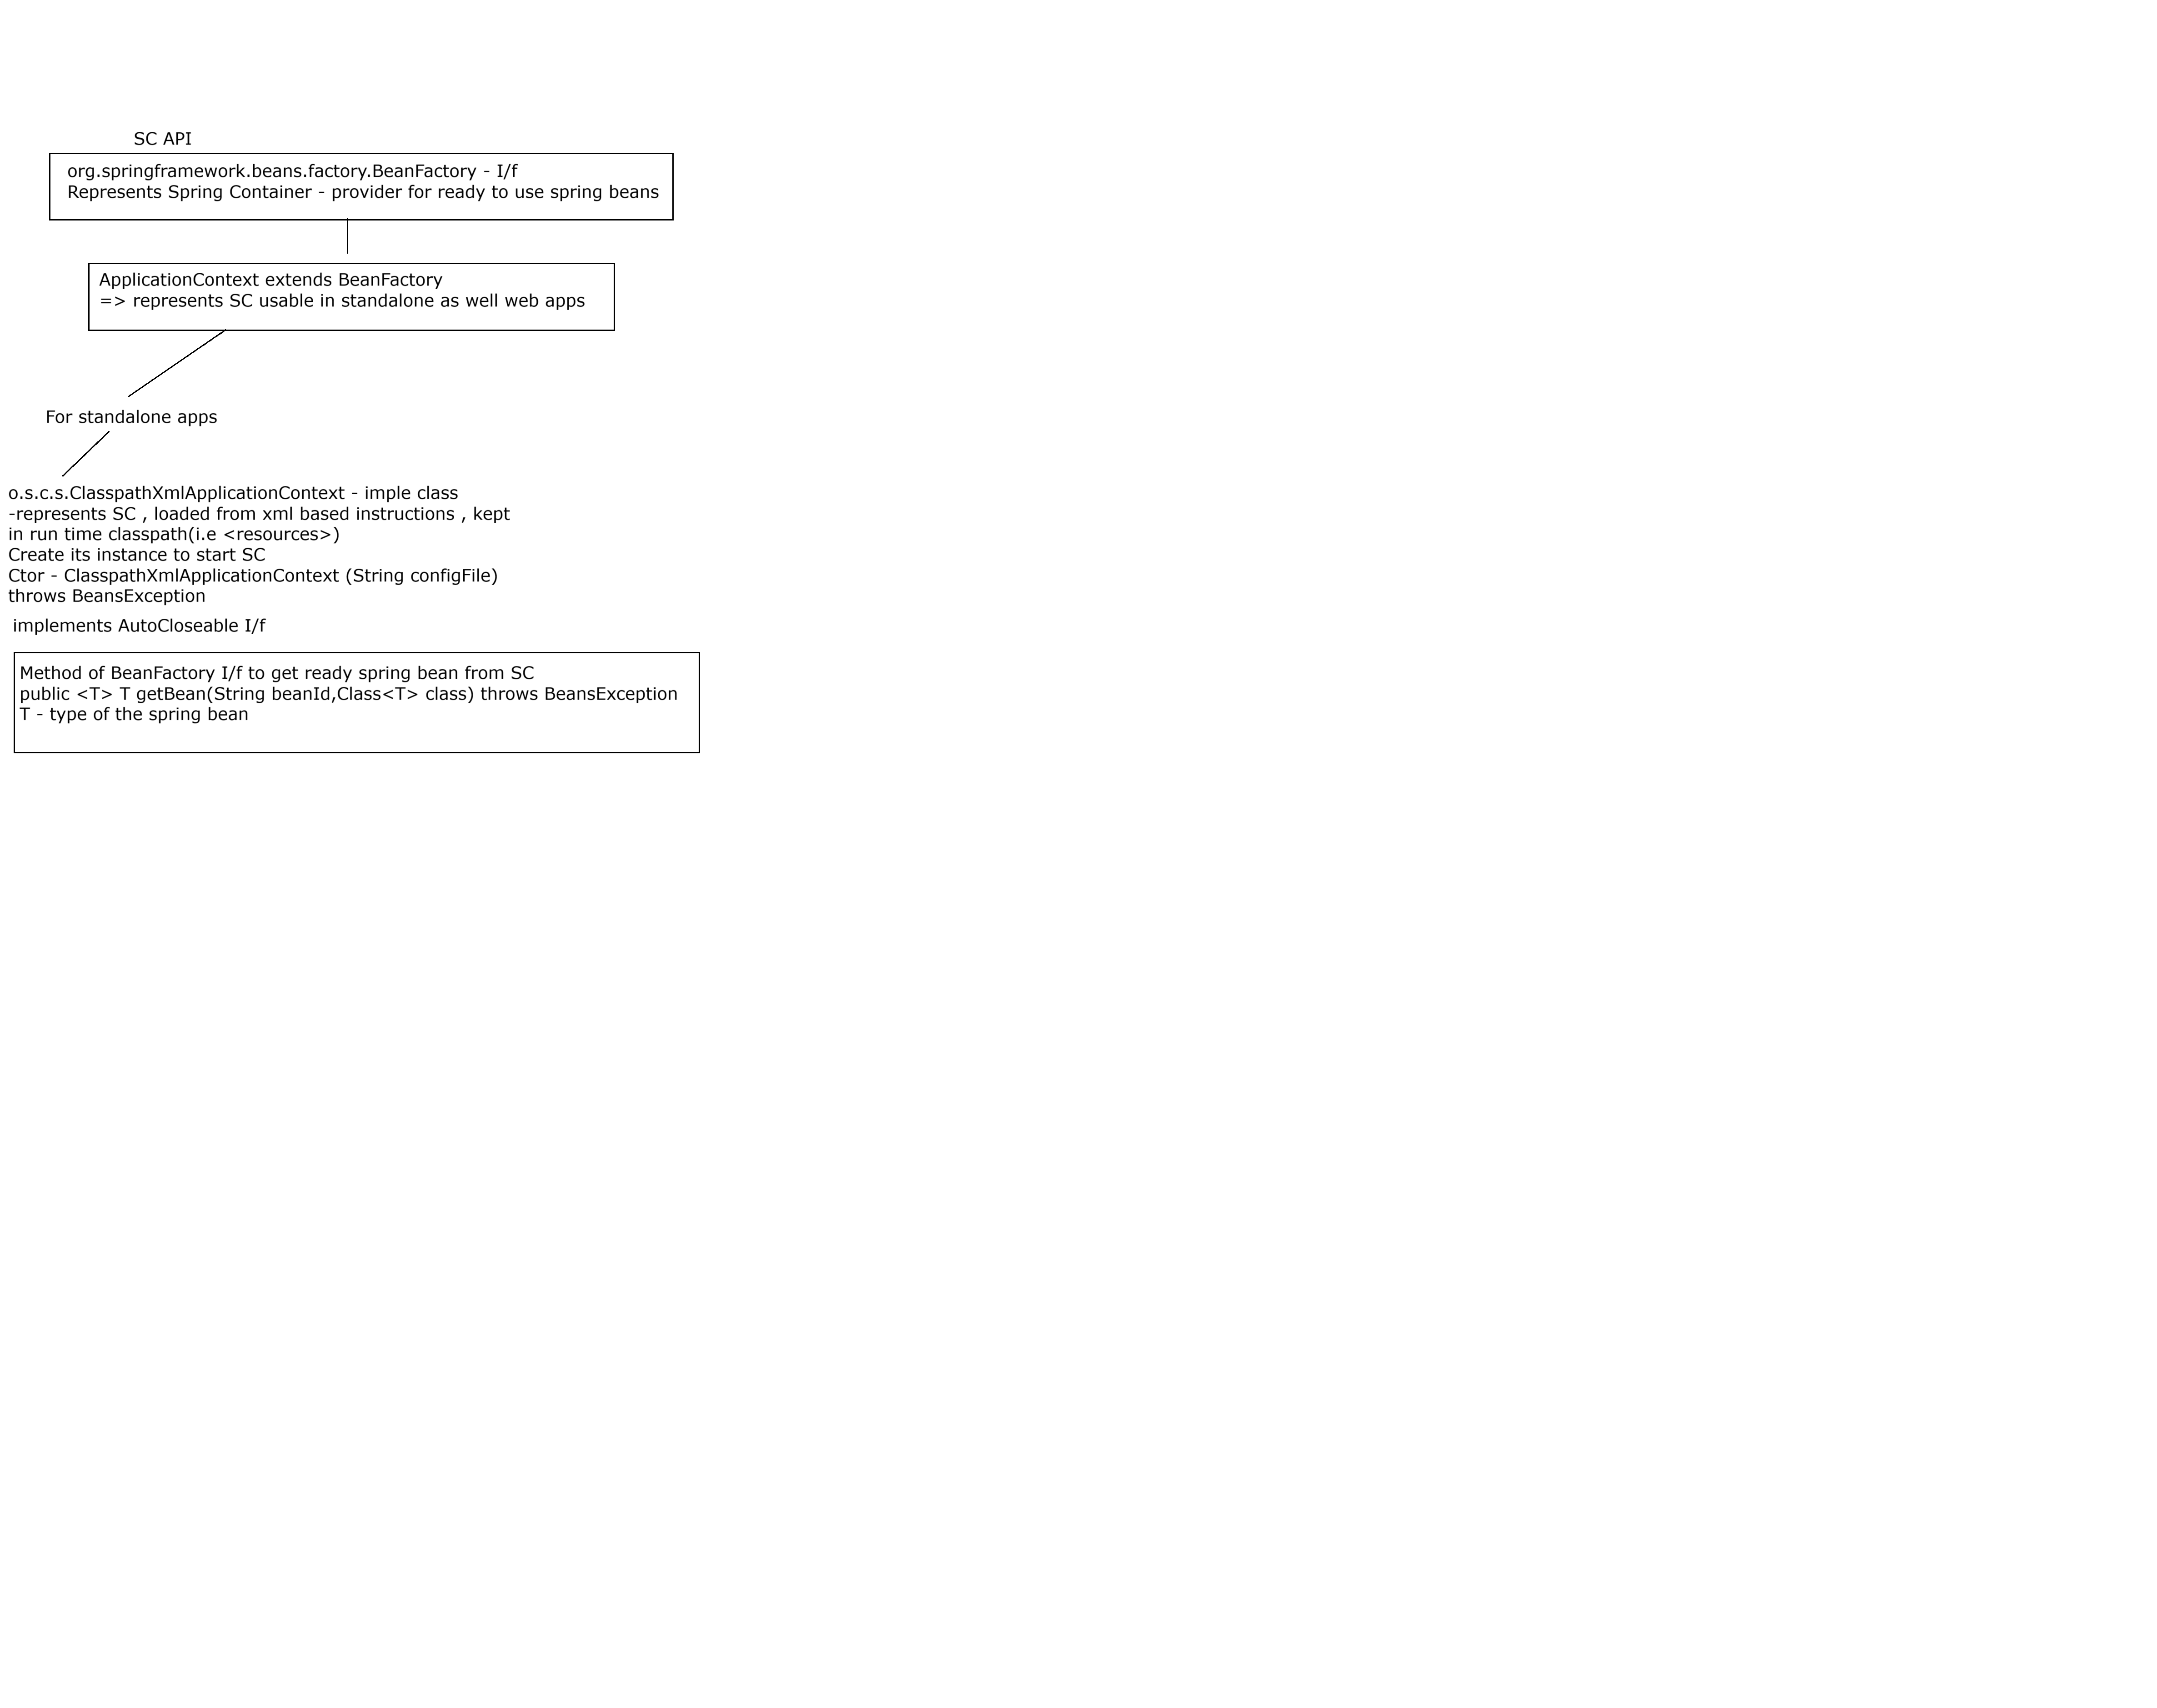 SC API
org.springframework.beans.factory.BeanFactory - I/f
Represents Spring Container - provider for ready to use spring beans
ApplicationContext extends BeanFactory
=> represents SC usable in standalone as well web apps
For standalone apps
o.s.c.s.ClasspathXmlApplicationContext - imple class
-represents SC , loaded from xml based instructions , kept
in run time classpath(i.e <resources>)
Create its instance to start SC
Ctor - ClasspathXmlApplicationContext (String configFile)
throws BeansException
implements AutoCloseable I/f
Method of BeanFactory I/f to get ready spring bean from SC
public <T> T getBean(String beanId,Class<T> class) throws BeansException
T - type of the spring bean